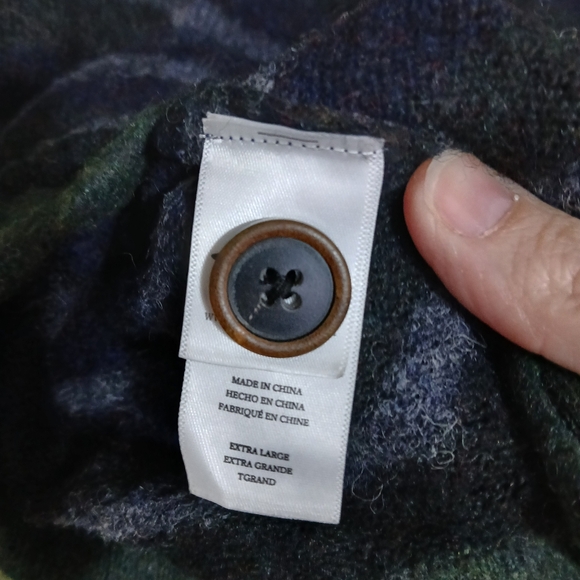 MADE IN CHINA
HECHO EN CHINA
FABRIQUÉ EN CHINE
EXTRA LARGE
EXTRA GRANDE
TGRAND